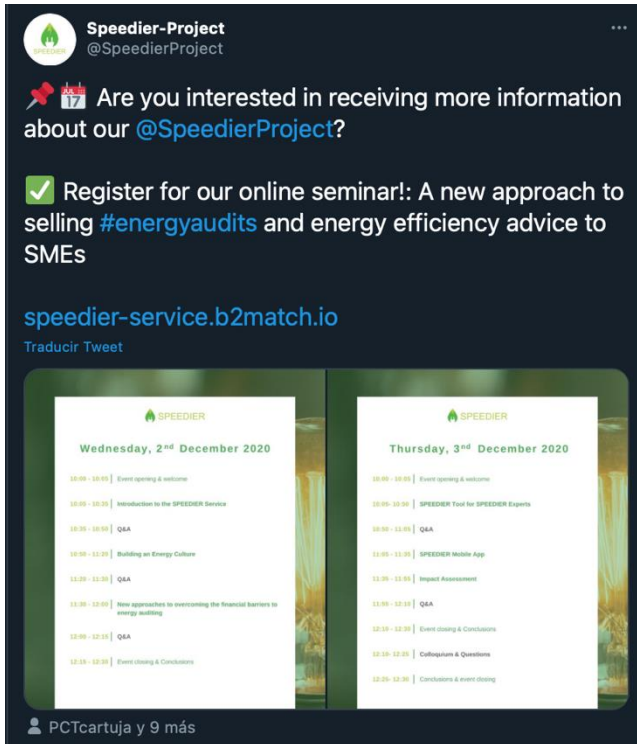 Speedier-Project
@SpeedierProject
SPEEDIER
📌 📅 Are you interested in receiving more information
about our @SpeedierProject?
✅ Register for our online seminar!: A new approach to
selling #energyaudits and energy efficiency advice to
SMEs
speedier-service.b2match.io
Traducir Tweet
SPEEDIER
Wednesday, 2nd December 2020
10:00 - 10:05 Event opening & welcome
10:05 - 10:35 Introduction to the SPEEDIER Service
10:35 - 10:50 Q&A
10:50 - 11:20 Building an Energy Culture
11:20 - 11:30 Q&A
11:30 - 12:00 New approaches to overcoming the financial barriers to
energy auditing
12:00 - 12:15 Q&A
12:15 - 12:30 Event closing & Conclusions
SPEEDIER
Thursday, 3nd December 2020
10:00 - 10:05 Event opening & welcome
10:05- 10:50 SPEEDIER Tool for SPEEDIER Experts
10:50 - 11:05 Q&A
11:05 - 11:35 SPEEDIER Mobile App
11:35 - 11:55 Impact Assessment
11:55 - 12:10 Q&A
12:10 - 12:20 Event closing & Conclusions
12:10- 12:25 Colloquium & Questions
12:25- 12:30 Conclusions & event closing
PCTcartuja y 9 más